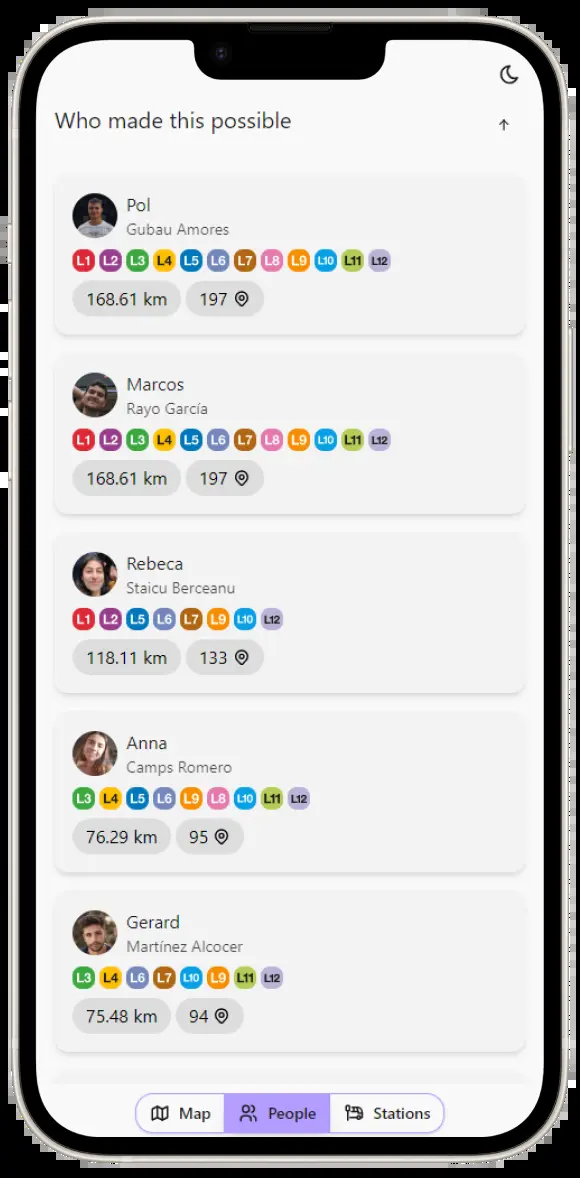 Who made this possible
Pol
Gubau Amores
L1 L2 L3 L4 L5 L6 L7 L8 L9 L10 L11 L12
168.61 km 197
Marcos
Rayo García
L1 L2 L3 L4 L5 L6 L7 L8 L9 L10 L11 L12
168.61 km 197
Rebeca
Staicu Berceanu
L1 L2 L5 L6 L7 L9 L10 L12
118.11 km 133
Anna
Camps Romero
L3 L4 L5 L6 L9 L8 L10 L11 L12
76.29 km 95
Gerard
Martínez Alcocer
L3 L4 L6 L7 L10 L9 L11 L12
75.48 km 94
Map People Stations